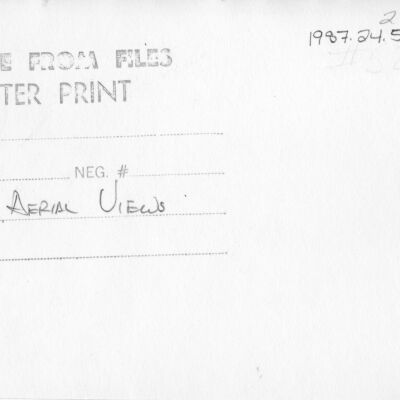 2
1987.24.5
E FROM FILES
TER PRINT
NEG. #
AERIAL VIEWS